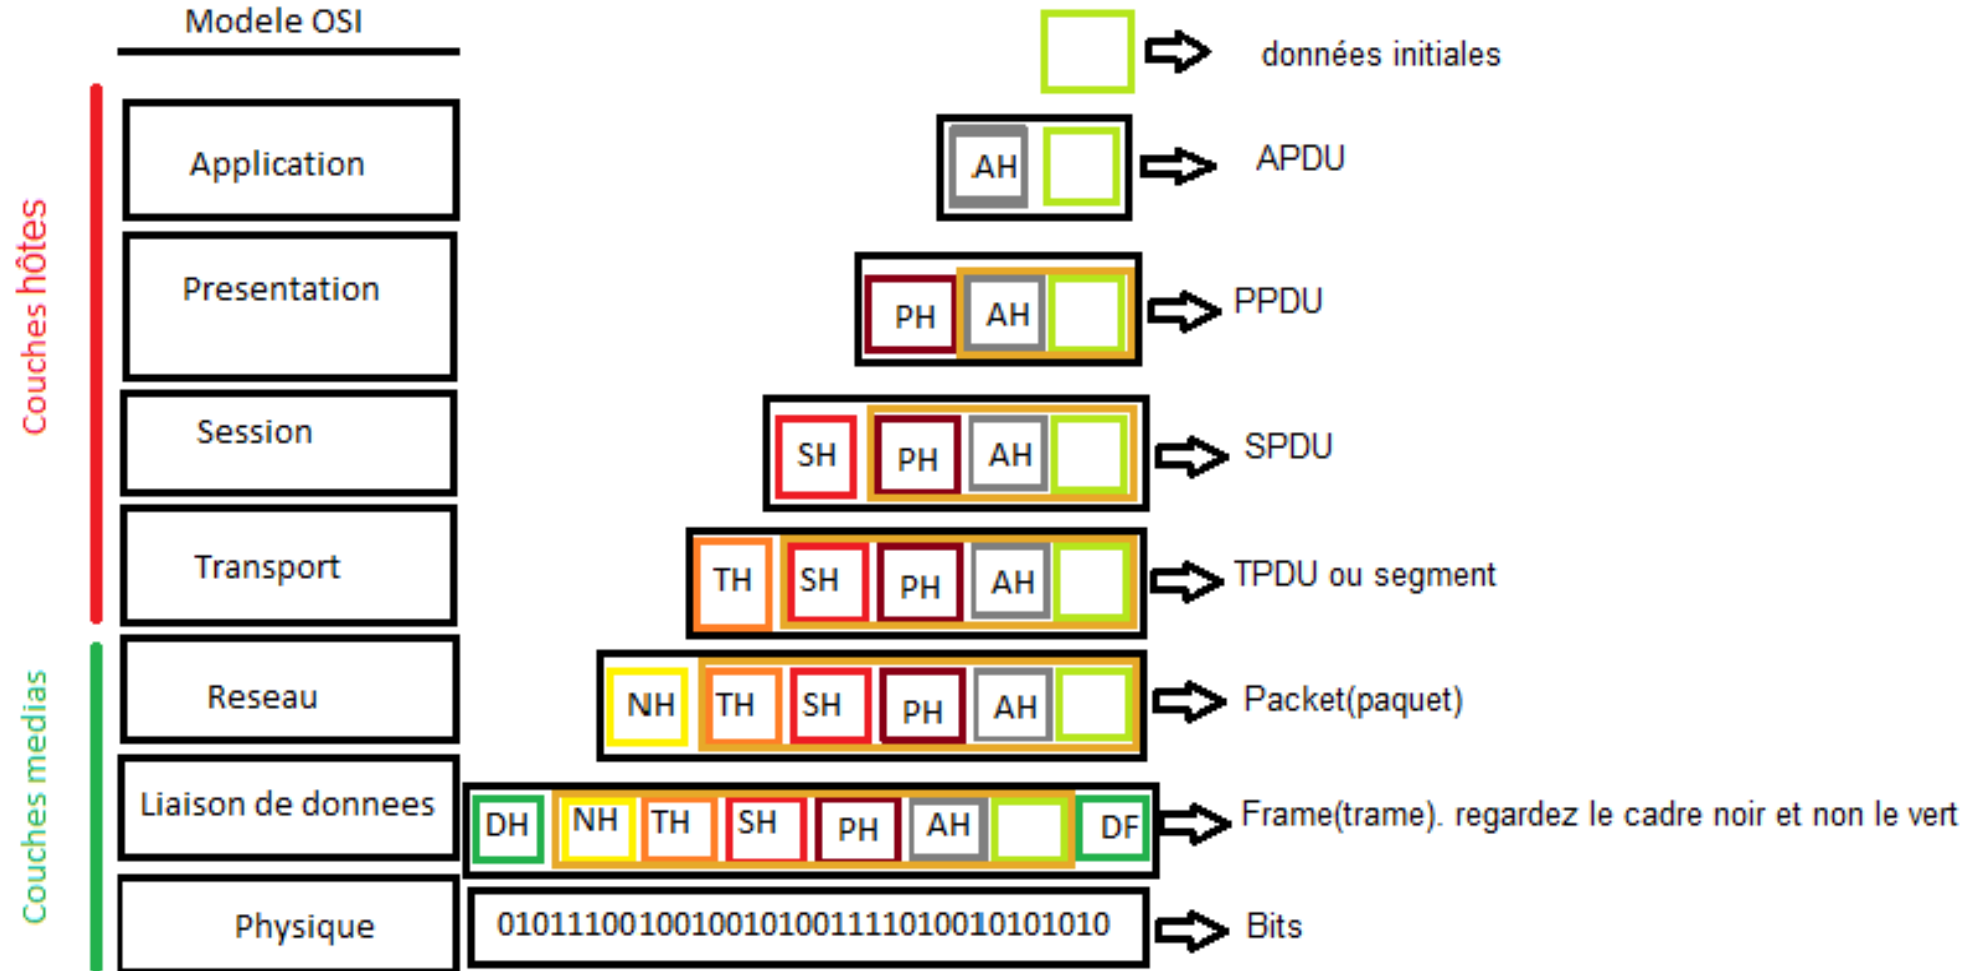 Modele OSI
données initiales
Couches hôtes
Application
AH
APDU
Presentation
PH AH
PPDU
Session
SH PH AH
SPDU
Transport
TH SH PH AH
TPDU ou segment
Couches medias
Reseau
NH TH SH PH AH
Packet(paquet)
Liaison de donnees
DH NH TH SH PH AH DF
Frame(trame). regardez le cadre noir et non le vert
Physique
0101110010010010100111101001010101010
Bits